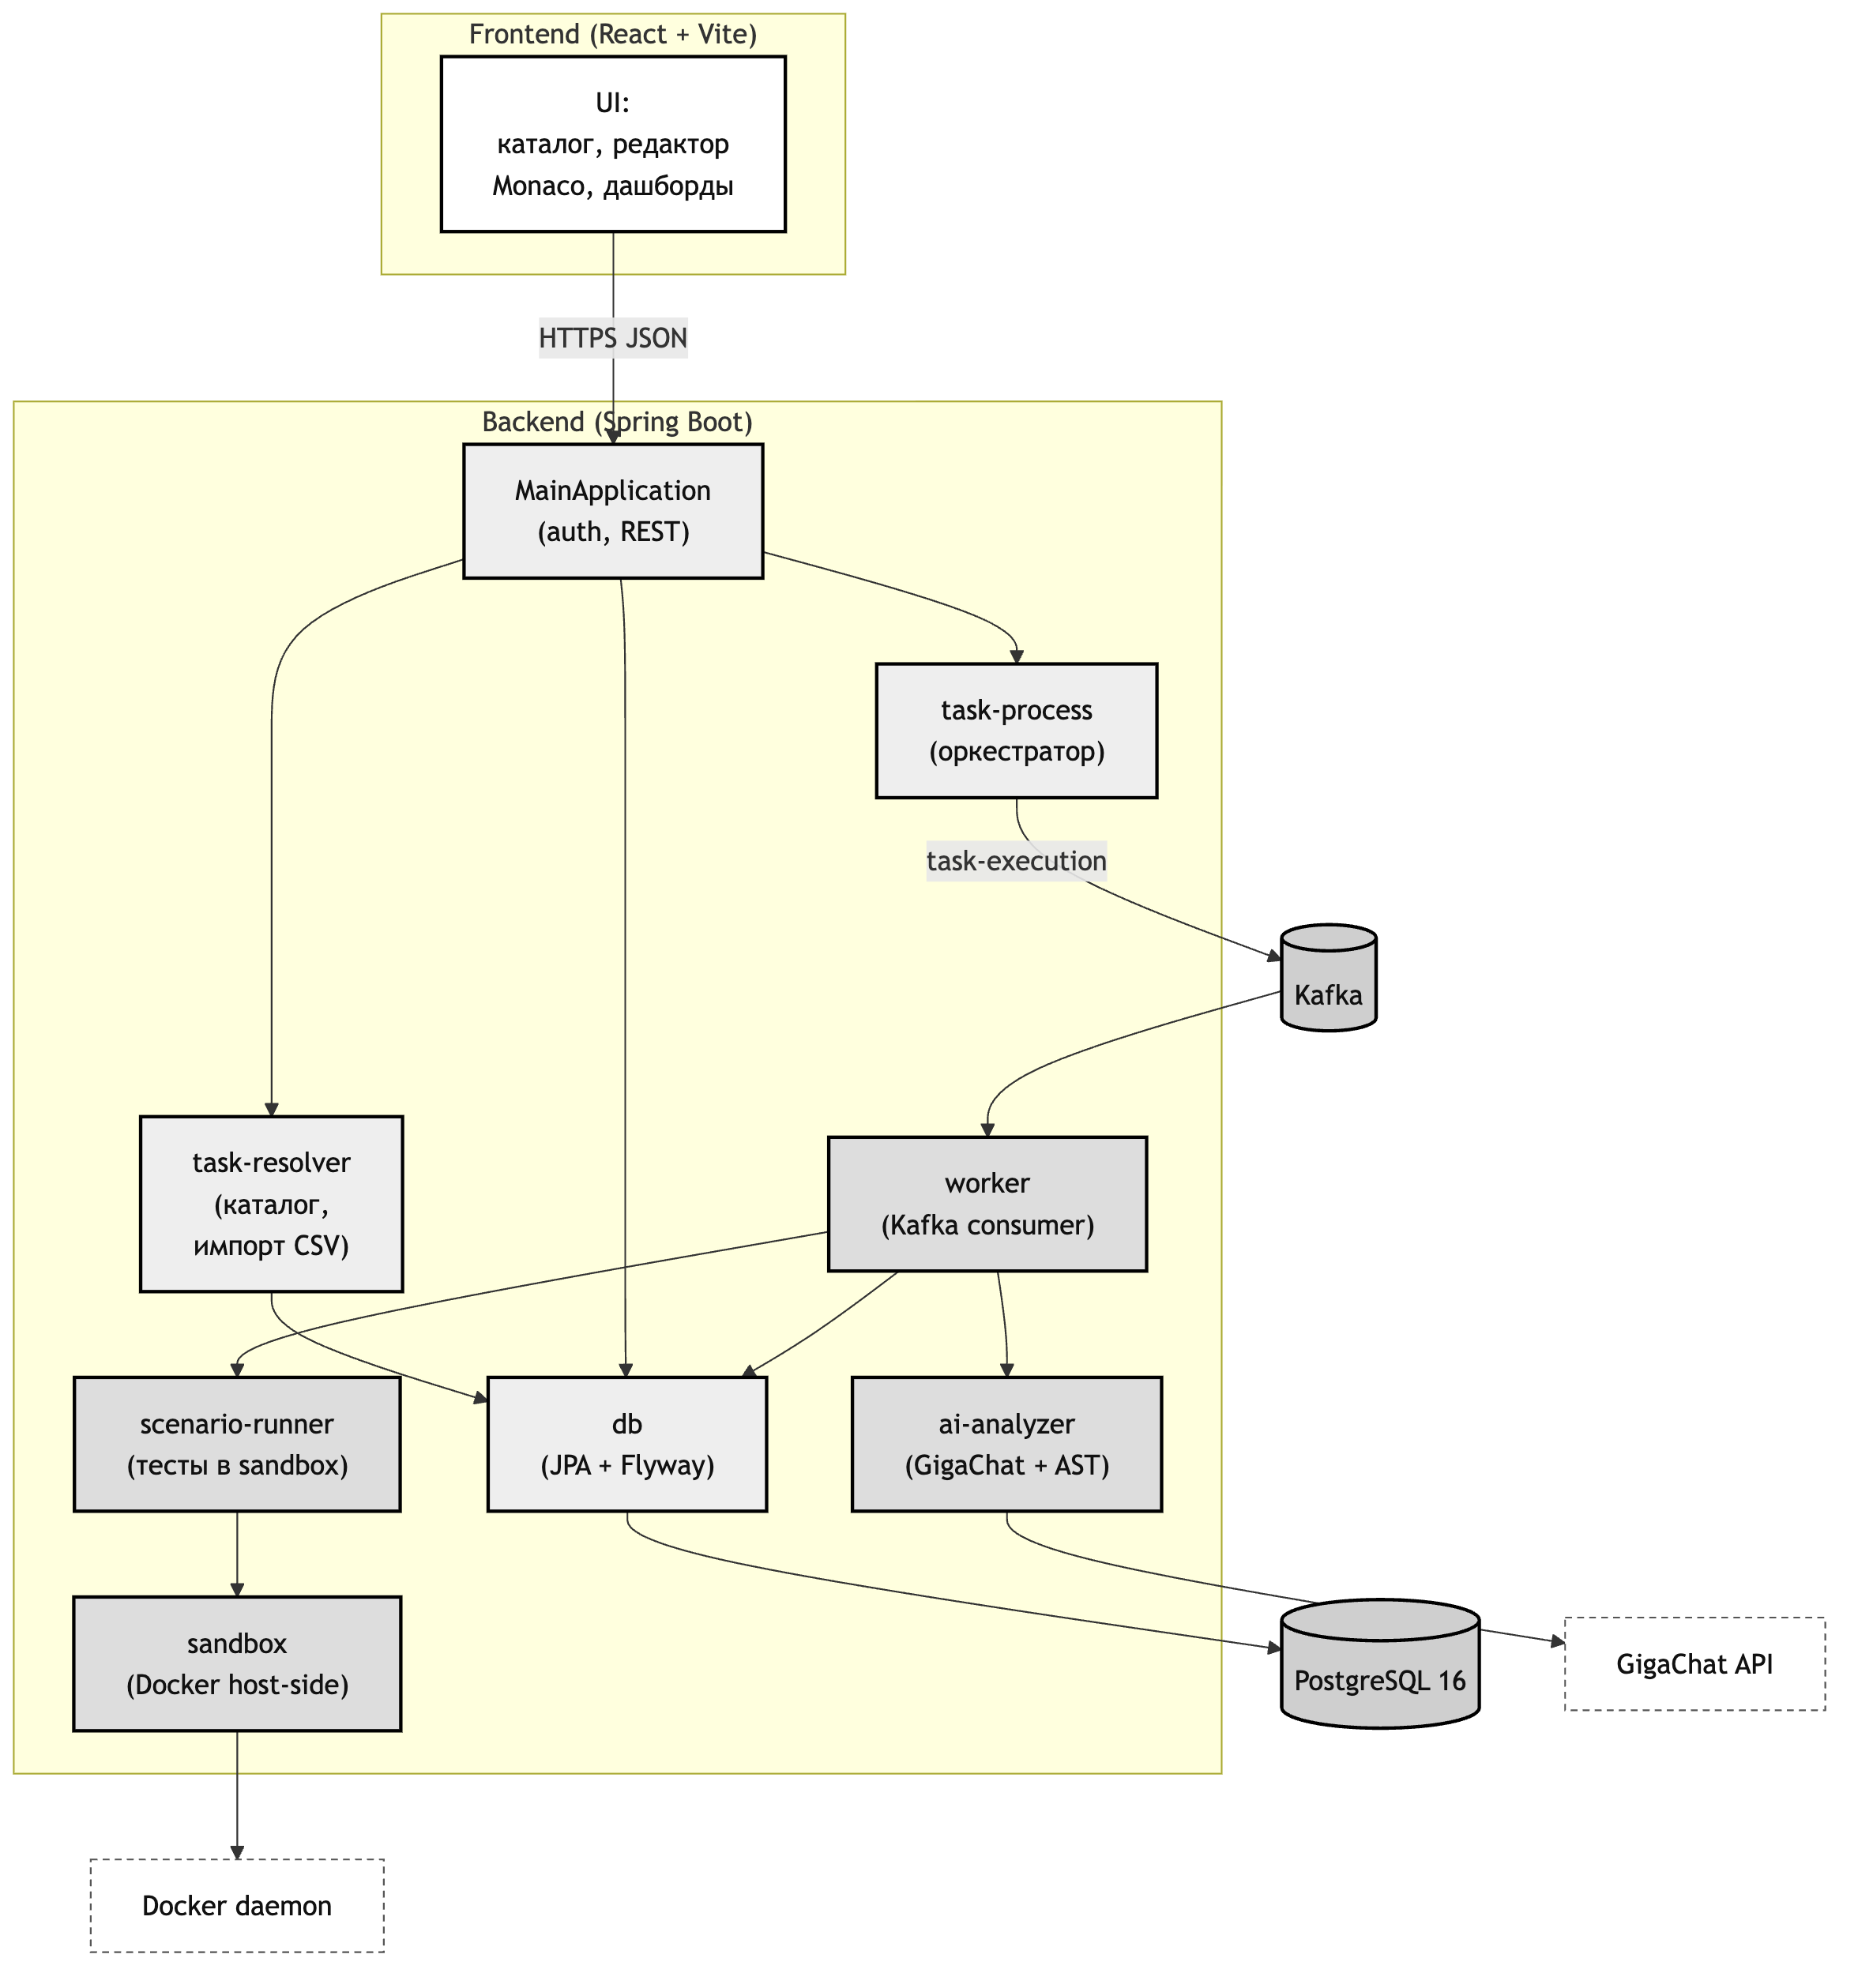 Frontend (React + Vite)
UI:
каталог, редактор
Monaco, дашборды
HTTPS JSON
Backend (Spring Boot)
MainApplication
(auth, REST)
task-process
(оркестратор)
task-execution
Kafka
task-resolver
(каталог,
импорт CSV)
worker
(Kafka consumer)
scenario-runner
(тесты в sandbox)
db
(JPA + Flyway)
ai-analyzer
(GigaChat + AST)
sandbox
(Docker host-side)
PostgreSQL 16
GigaChat API
Docker daemon